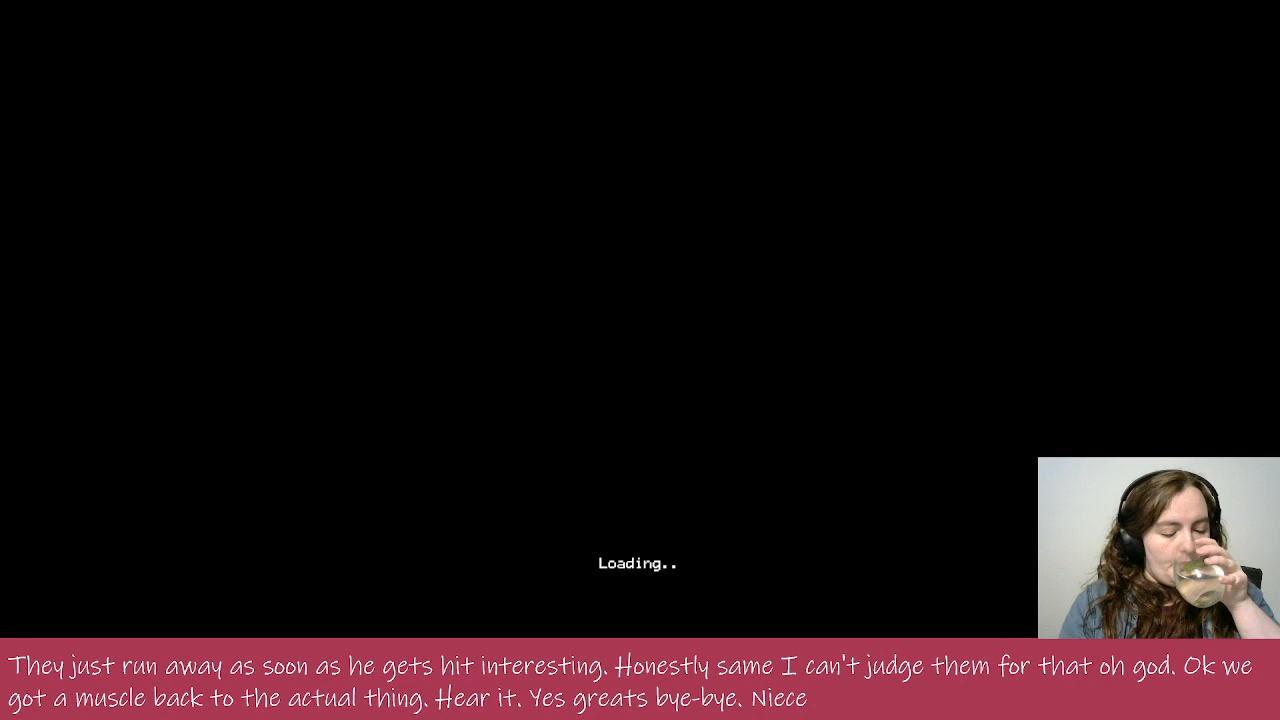 Loading..
They just run away as soon as he gets hit interesting. Honestly same I can't judge them for that oh god. Ok we
got a muscle back to the actual thing. Hear it. Yes greats bye-bye. Niece